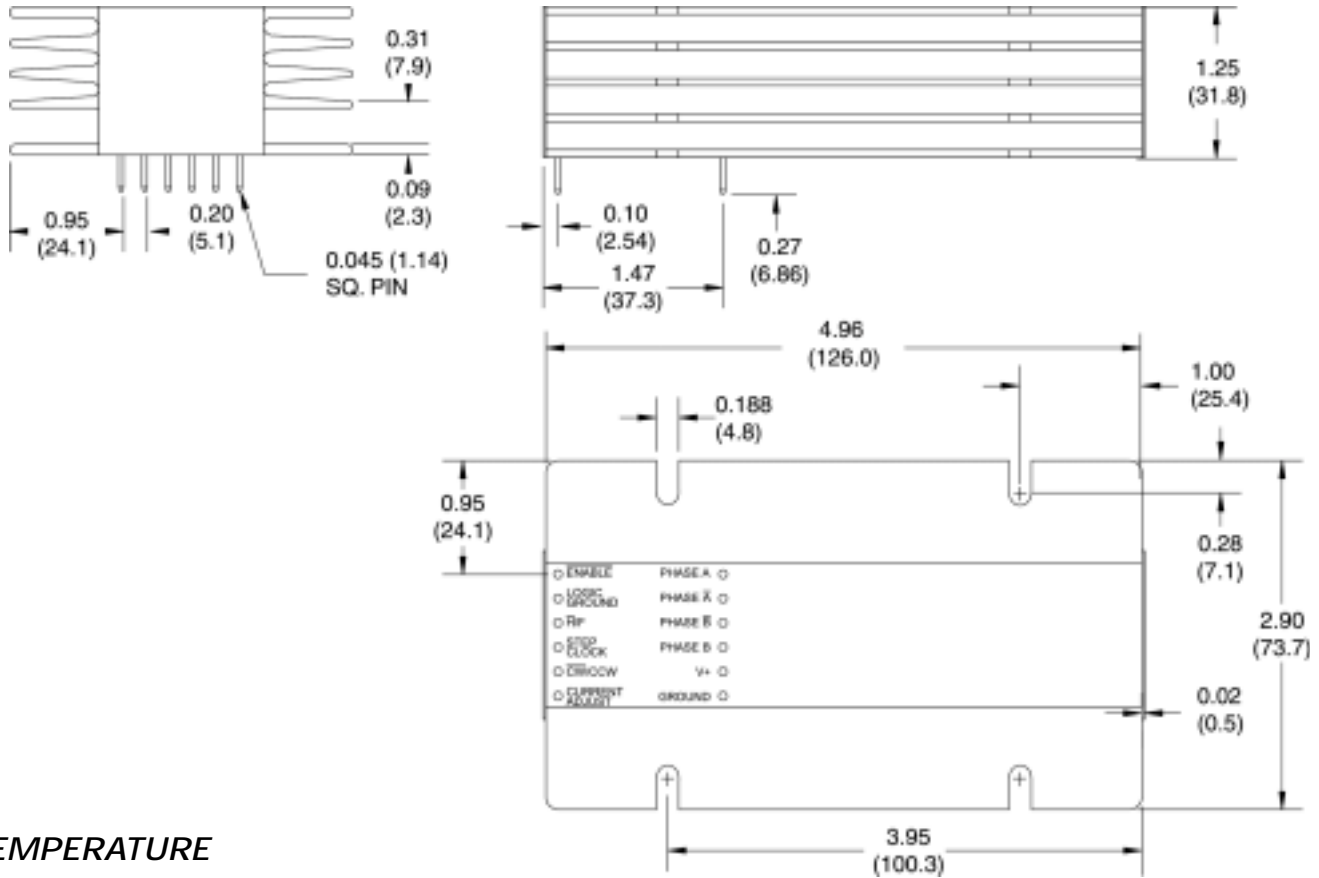 0.31
(7.9)
0.09
(2.3)
0.95
(24.1)
0.20
(5.1)
0.045 (1.14)
SQ. PIN
1.25
(31.8)
0.10
(2.54)
1.47
(37.3)
0.27
(6.86)
4.96
(126.0)
1.00
(25.4)
0.188
(4.8)
0.95
(24.1)
0.28
(7.1)
2.90
(73.7)
0.02
(0.5)
ENABLE PHASE A
LOGIC
GROUND
PHASE A̅
PHASE B̅
STEP
CLOCK
PHASE B
CW/CCW V+
CURRENT
ADJUST
GROUND
3.95
(100.3)
EMPERATURE